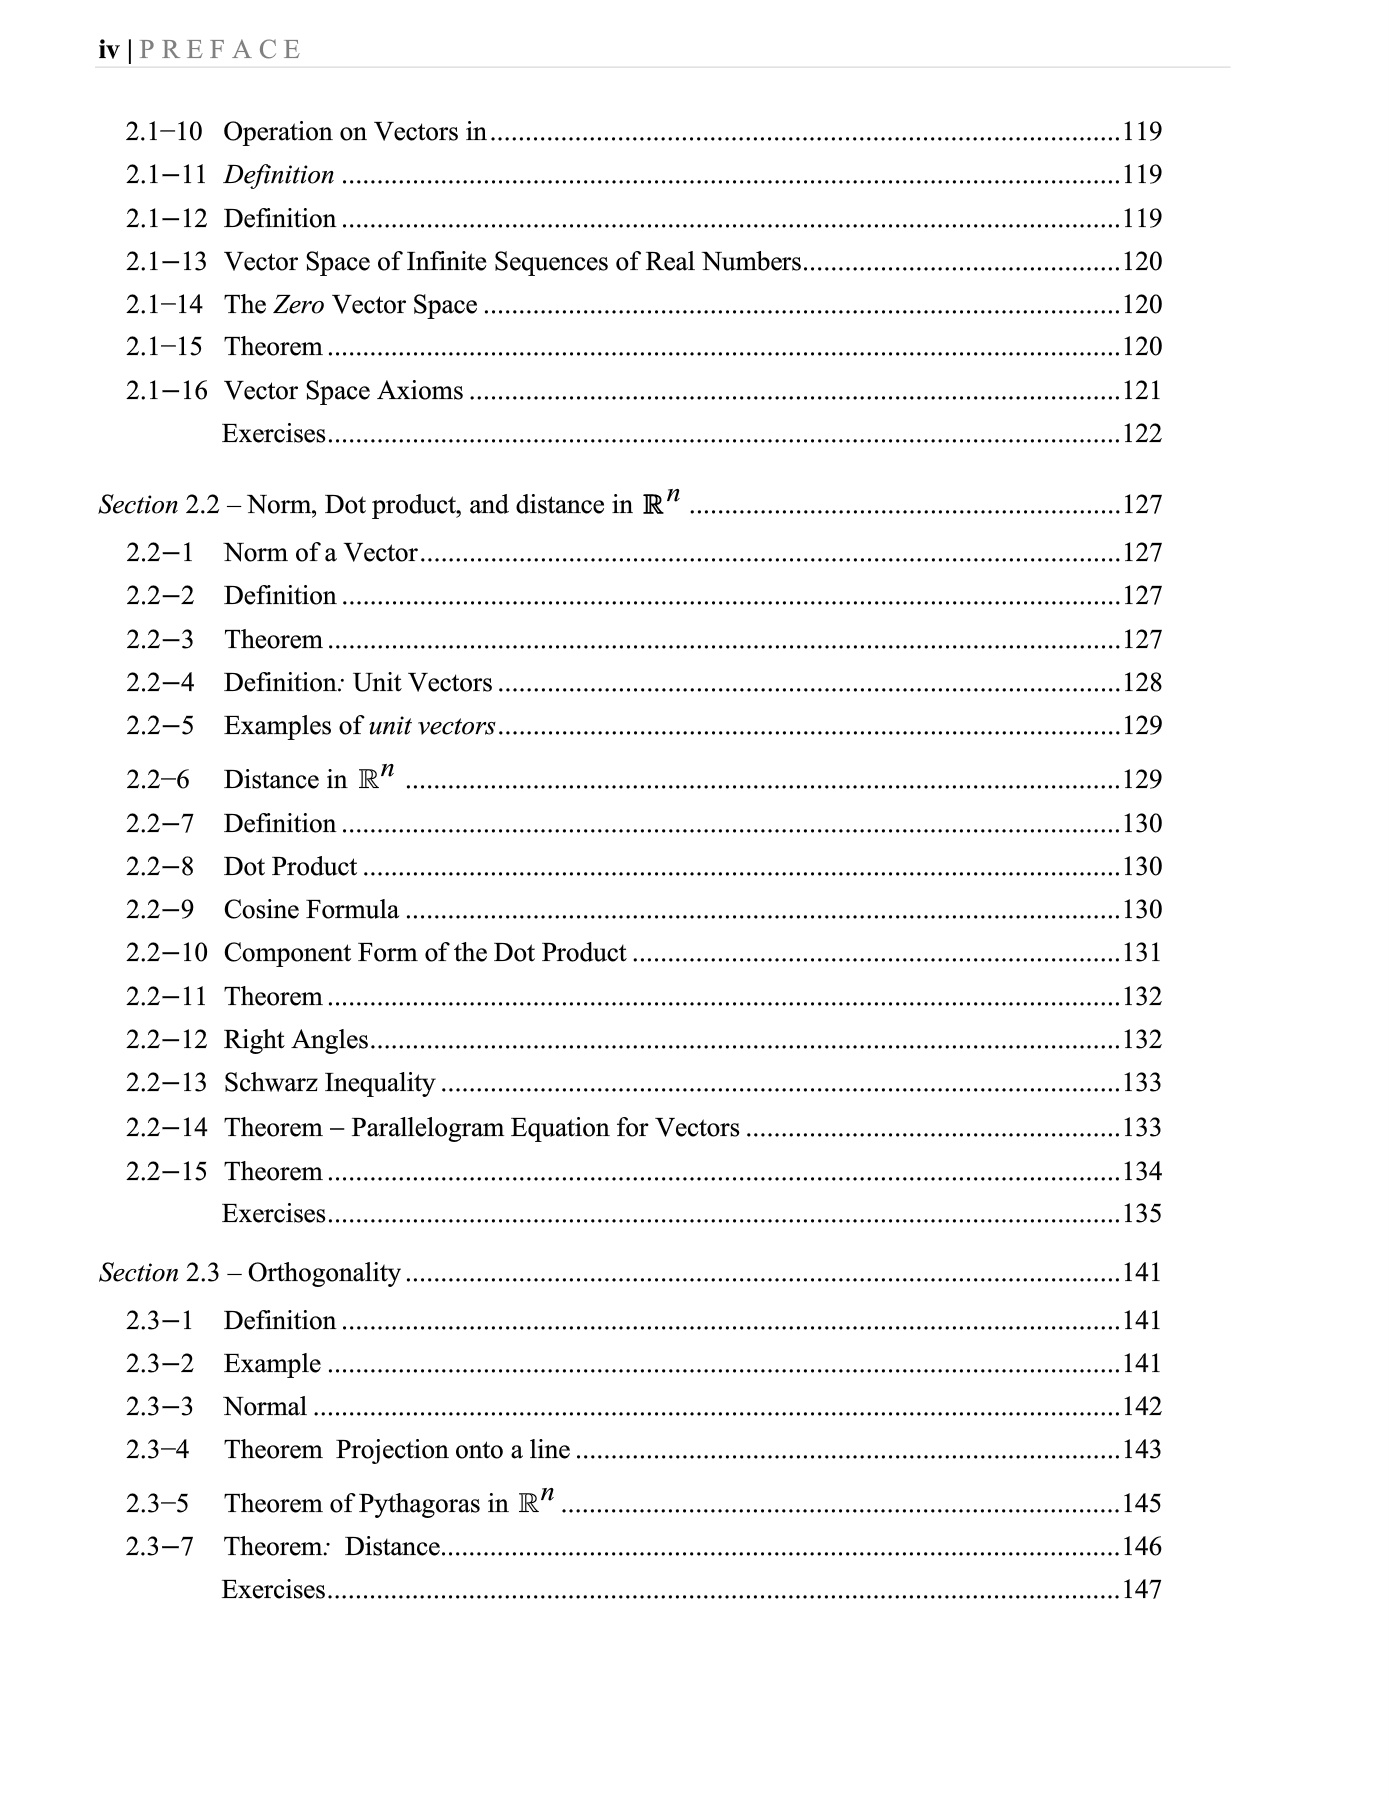 iv | P R E F A C E
2.1−10 Operation on Vectors in..........119
2.1−11 Definition..........119
2.1−12 Definition..........119
2.1−13 Vector Space of Infinite Sequences of Real Numbers..........120
2.1−14 The Zero Vector Space..........120
2.1−15 Theorem..........120
2.1−16 Vector Space Axioms..........121
Exercises..........122
Section 2.2 – Norm, Dot product, and distance in ℝⁿ..........127
2.2−1 Norm of a Vector..........127
2.2−2 Definition..........127
2.2−3 Theorem..........127
2.2−4 Definition: Unit Vectors..........128
2.2−5 Examples of unit vectors..........129
2.2−6 Distance in ℝⁿ..........129
2.2−7 Definition..........130
2.2−8 Dot Product..........130
2.2−9 Cosine Formula..........130
2.2−10 Component Form of the Dot Product..........131
2.2−11 Theorem..........132
2.2−12 Right Angles..........132
2.2−13 Schwarz Inequality..........133
2.2−14 Theorem – Parallelogram Equation for Vectors..........133
2.2−15 Theorem..........134
Exercises..........135
Section 2.3 – Orthogonality..........141
2.3−1 Definition..........141
2.3−2 Example..........141
2.3−3 Normal..........142
2.3−4 Theorem Projection onto a line..........143
2.3−5 Theorem of Pythagoras in ℝⁿ..........145
2.3−7 Theorem: Distance..........146
Exercises..........147